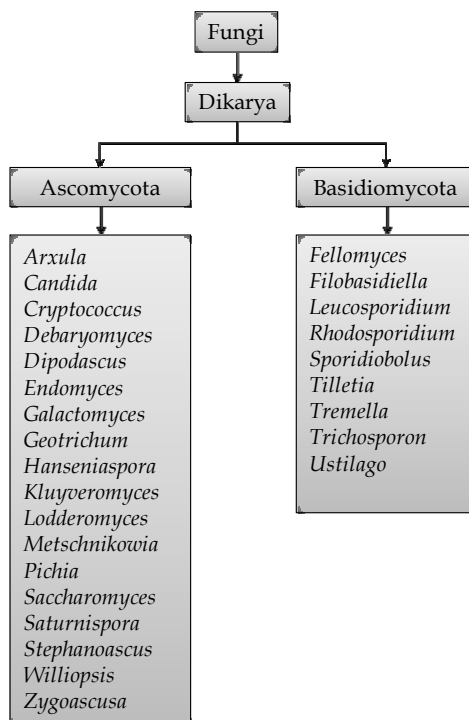 Fungi
Dikarya
Ascomycota
Basidiomycota
Arxula
Candida
Cryptococcus
Debaryomyces
Dipodascus
Endomyces
Galactomyces
Geotrichum
Hanseniaspora
Kluyveromyces
Lodderomyces
Metschnikowia
Pichia
Saccharomyces
Saturnispora
Stephanoascus
Williopsis
Zygoascusa
Fellomyces
Filobasidiella
Leucosporidium
Rhodosporidium
Sporidiobolus
Tilletia
Tremella
Trichosporon
Ustilago